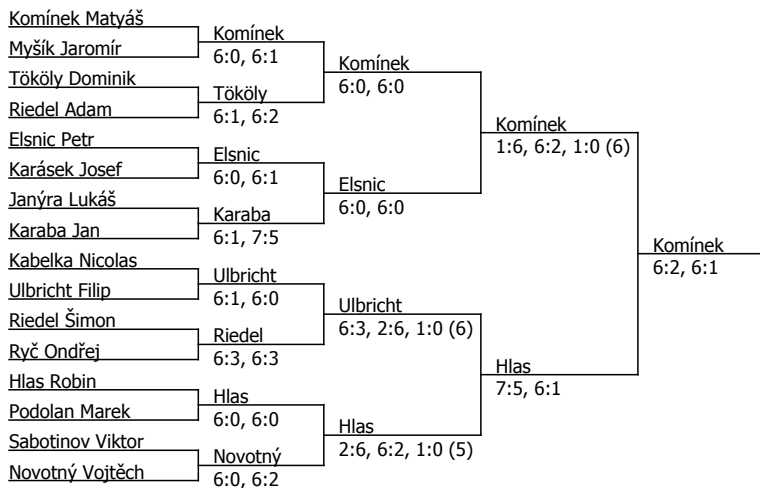 Komínek Matyáš
Myšík Jaromír
Tököly Dominik
Riedel Adam
Elsnic Petr
Karásek Josef
Janýra Lukáš
Karaba Jan
Kabelka Nicolas
Ulbricht Filip
Riedel Šimon
Ryč Ondřej
Hlas Robin
Podolan Marek
Sabotinov Viktor
Novotný Vojtěch
Komínek
6:0, 6:1
Tököly
6:1, 6:2
Elsnic
6:0, 6:1
Karaba
6:1, 7:5
Ulbricht
6:1, 6:0
Riedel
6:3, 6:3
Hlas
6:0, 6:0
Novotný
6:0, 6:2
Komínek
6:0, 6:0
Elsnic
6:0, 6:0
Ulbricht
6:3, 2:6, 1:0 (6)
Hlas
2:6, 6:2, 1:0 (5)
Komínek
1:6, 6:2, 1:0 (6)
Hlas
7:5, 6:1
Komínek
6:2, 6:1